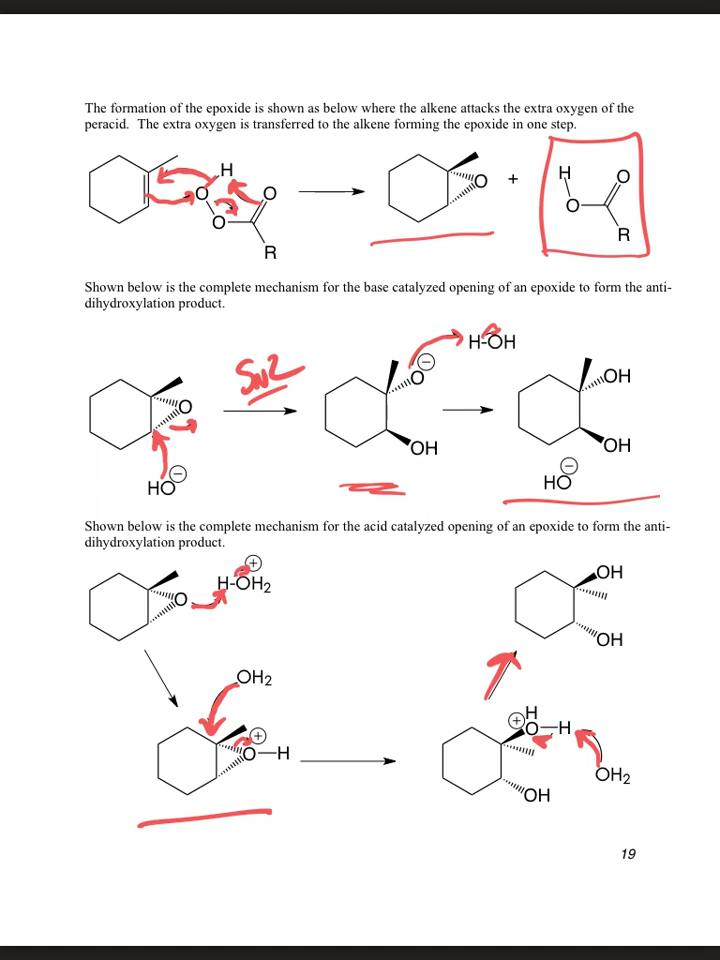 The formation of the epoxide is shown as below where the alkene attacks the extra oxygen of the
peracid.  The extra oxygen is transferred to the alkene forming the epoxide in one step.
H
O
O
O
R
O
+
H
O
O
R
Shown below is the complete mechanism for the base catalyzed opening of an epoxide to form the anti-
dihydroxylation product.
SN2
O
HO
−
O
−
H-OH
OH
OH
OH
HO
−
Shown below is the complete mechanism for the acid catalyzed opening of an epoxide to form the anti-
dihydroxylation product.
O
H-OH2
+
OH
OH
OH2
O—H
+
+
H
O—H
OH2
OH
19